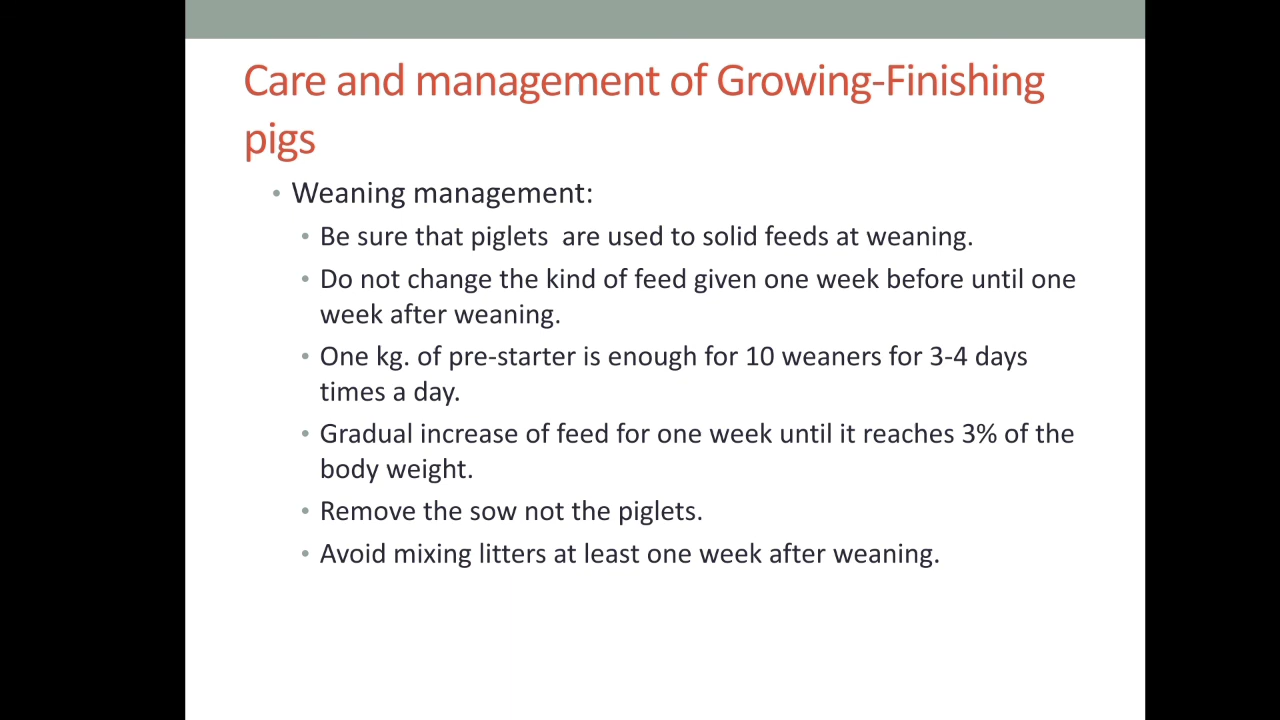 Care and management of Growing-Finishing
pigs
• Weaning management:
• Be sure that piglets  are used to solid feeds at weaning.
• Do not change the kind of feed given one week before until one
week after weaning.
• One kg. of pre-starter is enough for 10 weaners for 3-4 days
times a day.
• Gradual increase of feed for one week until it reaches 3% of the
body weight.
• Remove the sow not the piglets.
• Avoid mixing litters at least one week after weaning.